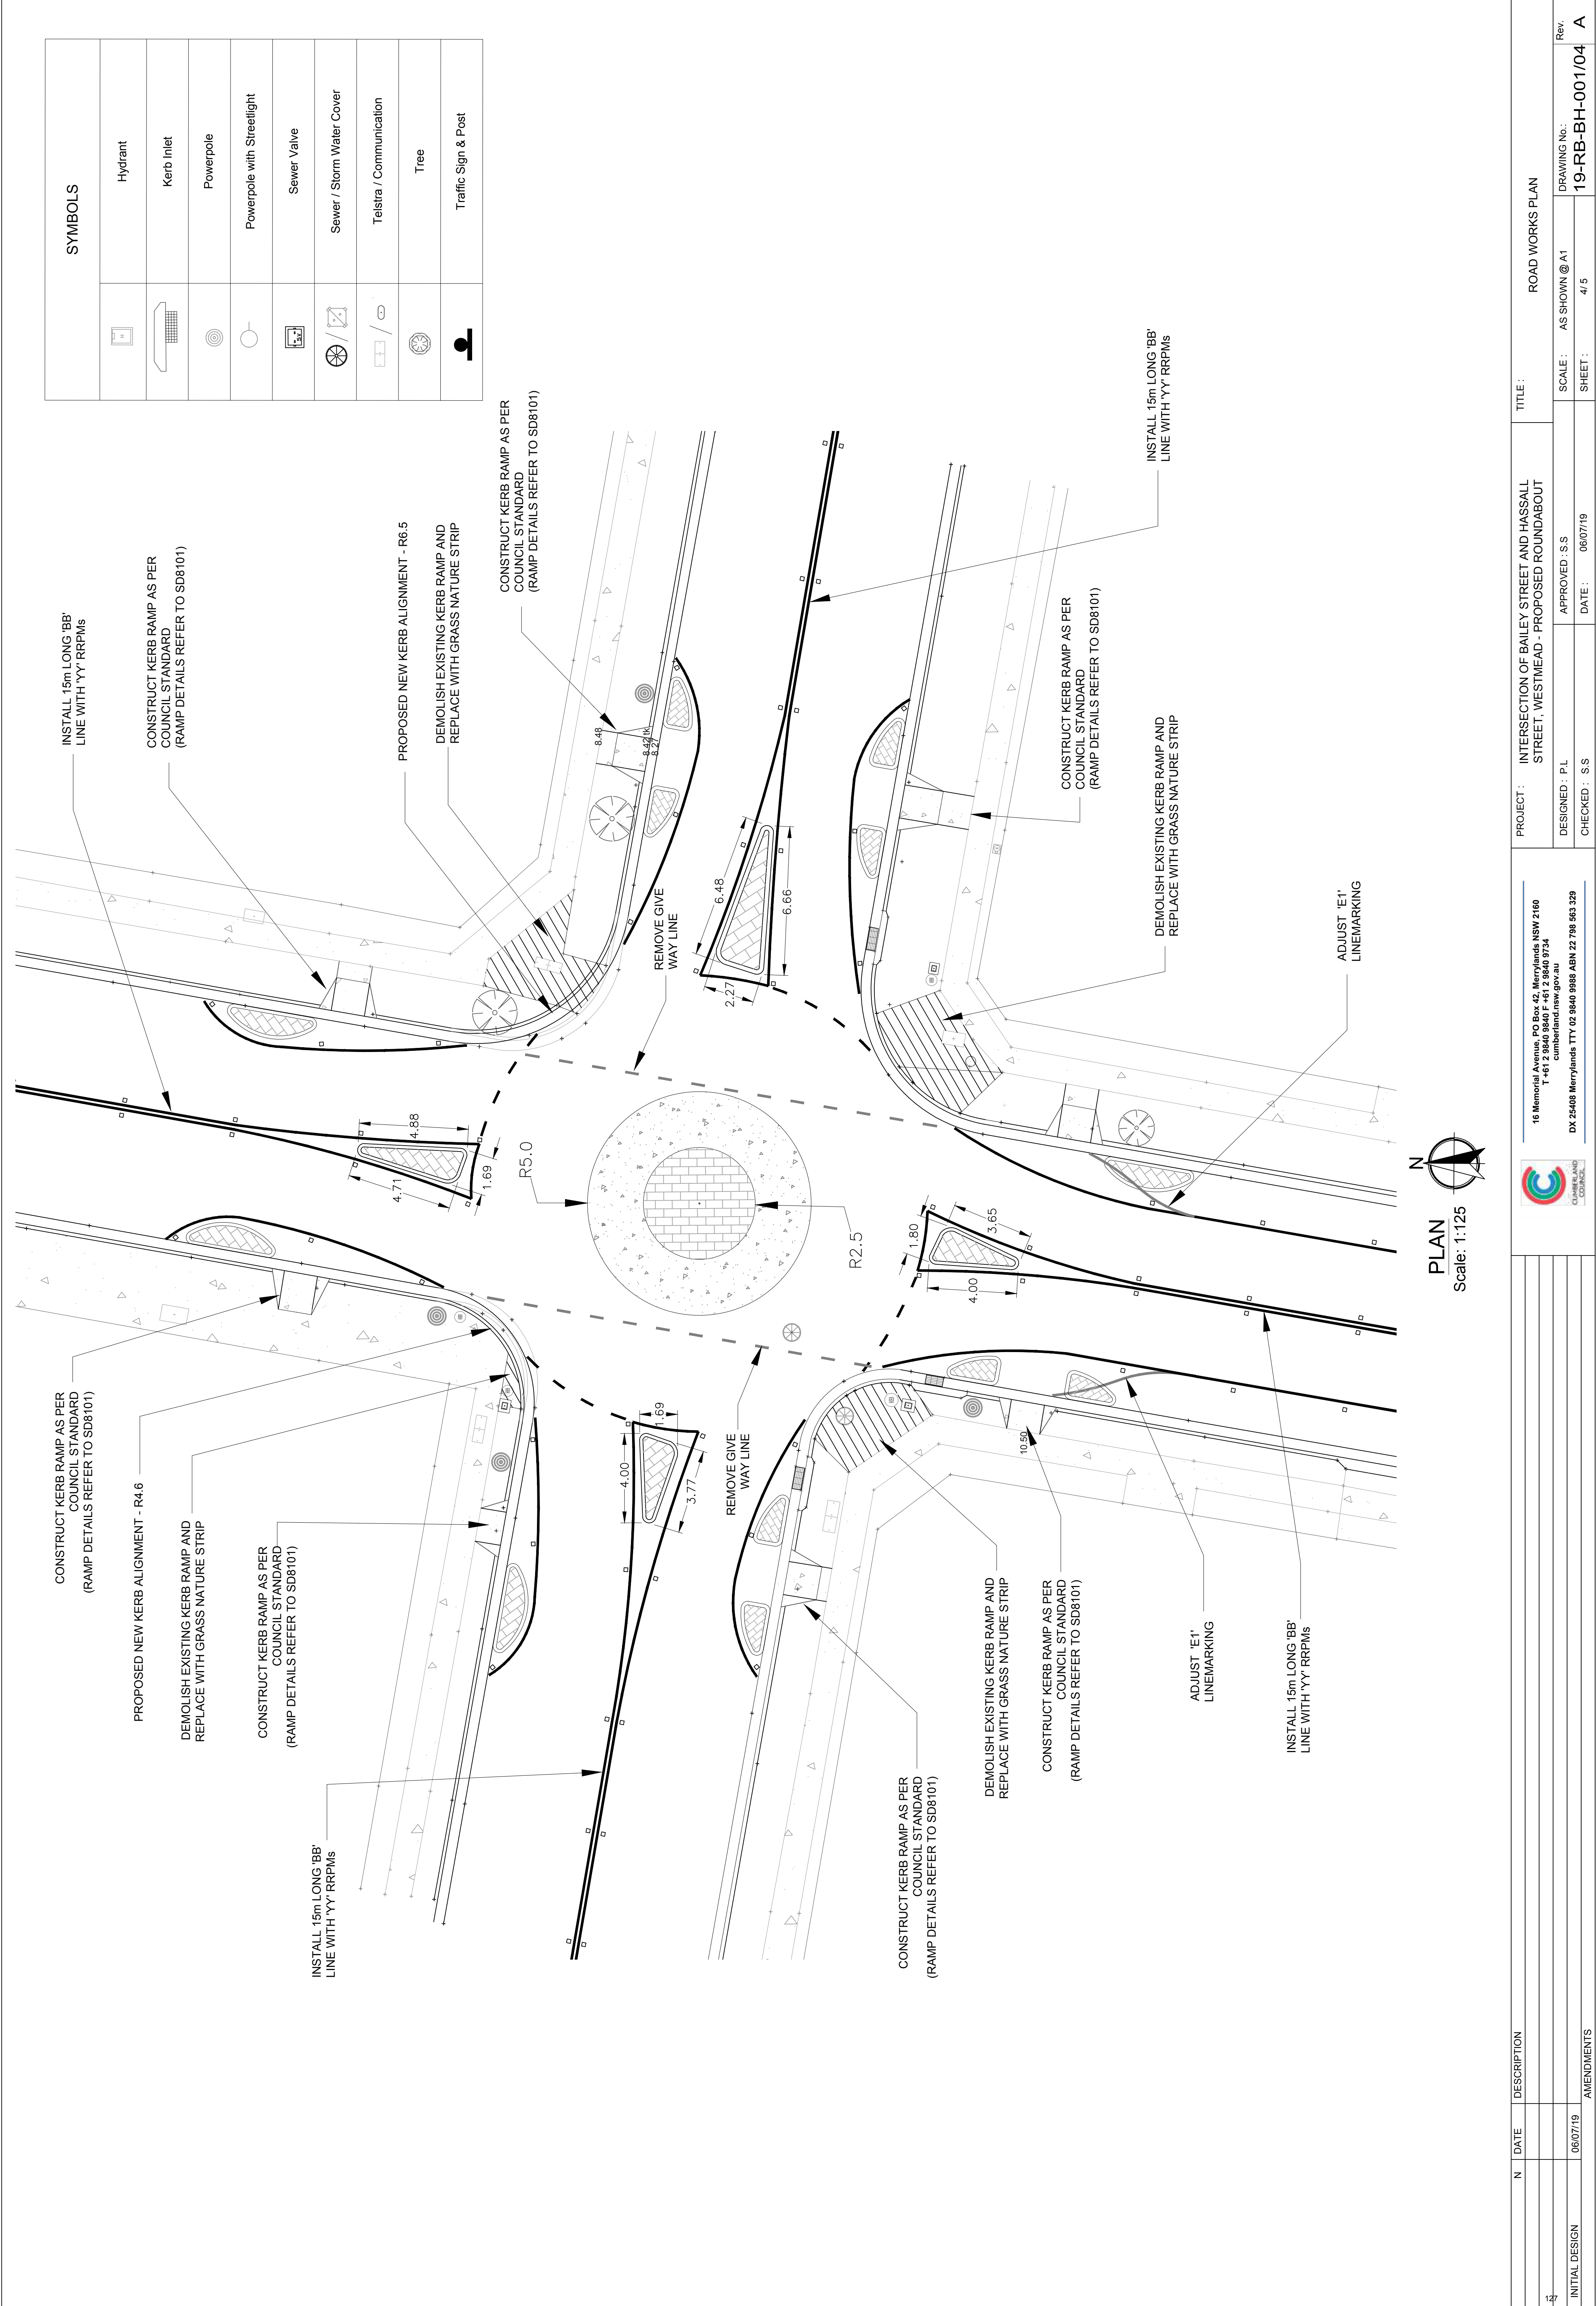 SYMBOLS
Hydrant
Kerb Inlet
Powerpole
Powerpole with Streetlight
Sewer Valve
Sewer / Storm Water Cover
Telstra / Communication
Tree
Traffic Sign & Post
INSTALL 15m LONG 'BB'
LINE WITH 'YY' RRPMs
CONSTRUCT KERB RAMP AS PER
COUNCIL STANDARD
(RAMP DETAILS REFER TO SD8101)
PROPOSED NEW KERB ALIGNMENT - R6.5
DEMOLISH EXISTING KERB RAMP AND
REPLACE WITH GRASS NATURE STRIP
CONSTRUCT KERB RAMP AS PER
COUNCIL STANDARD
(RAMP DETAILS REFER TO SD8101)
8.48
8.27
INSTALL 15m LONG 'BB'
LINE WITH 'YY' RRPMs
CONSTRUCT KERB RAMP AS PER
COUNCIL STANDARD
(RAMP DETAILS REFER TO SD8101)
DEMOLISH EXISTING KERB RAMP AND
REPLACE WITH GRASS NATURE STRIP
ADJUST 'E1'
LINEMARKING
REMOVE GIVE
WAY LINE
6.48
6.66
2.27
4.88
4.71
1.69
R5.0
R2.5
1.80
3.65
4.00
1.69
4.00
3.77
REMOVE GIVE
WAY LINE
10.50
CONSTRUCT KERB RAMP AS PER
COUNCIL STANDARD
(RAMP DETAILS REFER TO SD8101)
PROPOSED NEW KERB ALIGNMENT - R4.6
DEMOLISH EXISTING KERB RAMP AND
REPLACE WITH GRASS NATURE STRIP
CONSTRUCT KERB RAMP AS PER
COUNCIL STANDARD
(RAMP DETAILS REFER TO SD8101)
INSTALL 15m LONG 'BB'
LINE WITH 'YY' RRPMs
CONSTRUCT KERB RAMP AS PER
COUNCIL STANDARD
(RAMP DETAILS REFER TO SD8101)
DEMOLISH EXISTING KERB RAMP AND
REPLACE WITH GRASS NATURE STRIP
CONSTRUCT KERB RAMP AS PER
COUNCIL STANDARD
(RAMP DETAILS REFER TO SD8101)
ADJUST 'E1'
LINEMARKING
INSTALL 15m LONG 'BB'
LINE WITH 'YY' RRPMs
N
PLAN
Scale: 1:125
N DATE DESCRIPTION
INITIAL DESIGN 06/07/19
AMENDMENTS
127
CUMBERLAND
COUNCIL
16 Memorial Avenue, PO Box 42, Merrylands NSW 2160
T +61 2 9840 9840 F +61 2 9840 9734
cumberland.nsw.gov.au
DX 25408 Merrylands TTY 02 9840 9988 ABN 22 798 563 329
PROJECT : INTERSECTION OF BAILEY STREET AND HASSALL
STREET, WESTMEAD - PROPOSED ROUNDABOUT
DESIGNED : P.L APPROVED : S.S
CHECKED : S.S DATE : 06/07/19
TITLE : ROAD WORKS PLAN
SCALE : AS SHOWN @ A1
SHEET : 4/ 5
DRAWING No.: Rev.
19-RB-BH-001/04 A